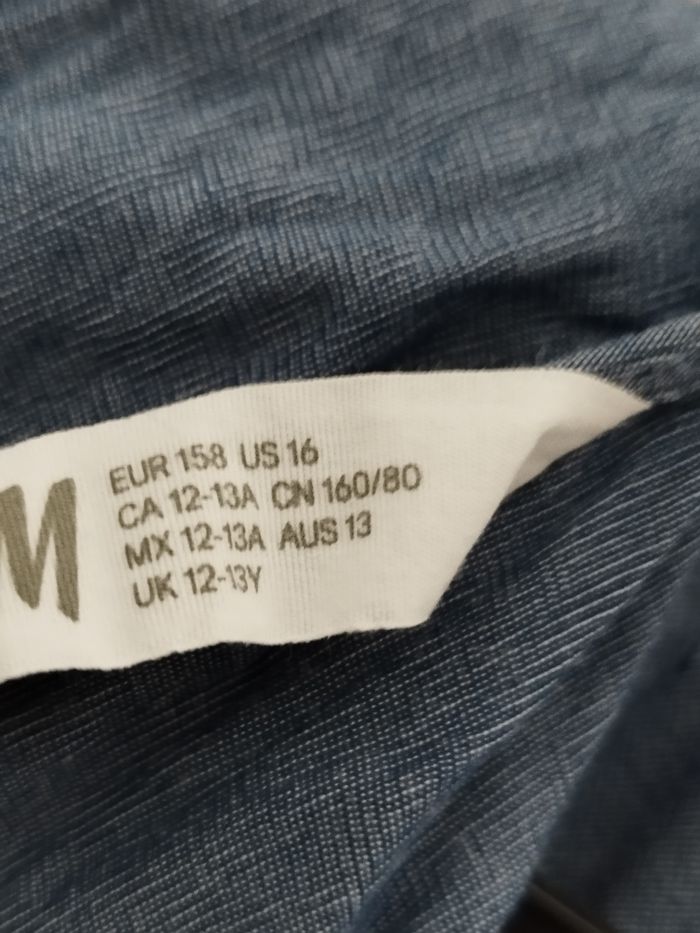 M
EUR 158 US 16
CA 12-13A CN 160/80
MX 12-13A AUS 13
UK 12-13Y